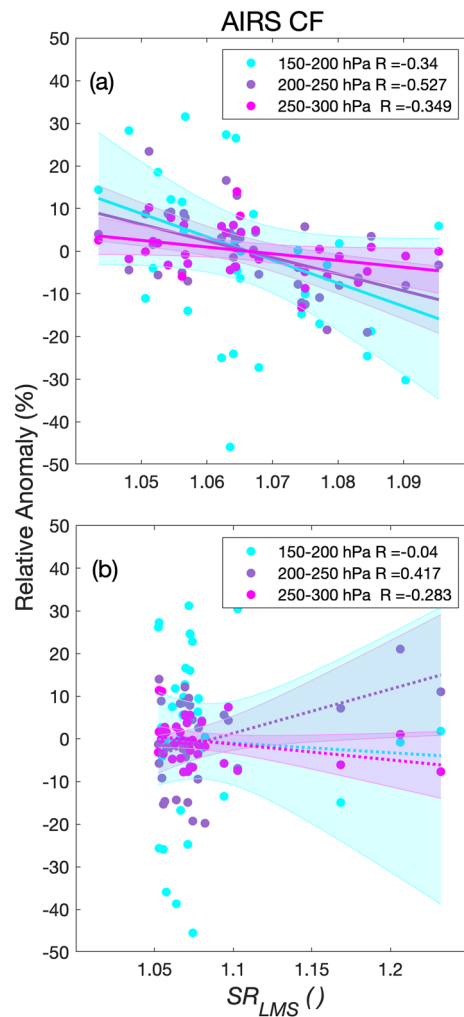 AIRS CF
(a)
150-200 hPa R =-0.34
200-250 hPa R =-0.527
250-300 hPa  R =-0.349
50
40
30
20
10
0
-10
-20
-30
-40
-50
1.05 1.06 1.07 1.08 1.09
Relative Anomaly (%)
(b)
150-200 hPa R=-0.04
200-250 hPa R=0.417
250-300 hPa  R=-0.283
50
40
30
20
10
0
-10
-20
-30
-40
-50
1.05 1.1 1.15 1.2
SR_LMS ()